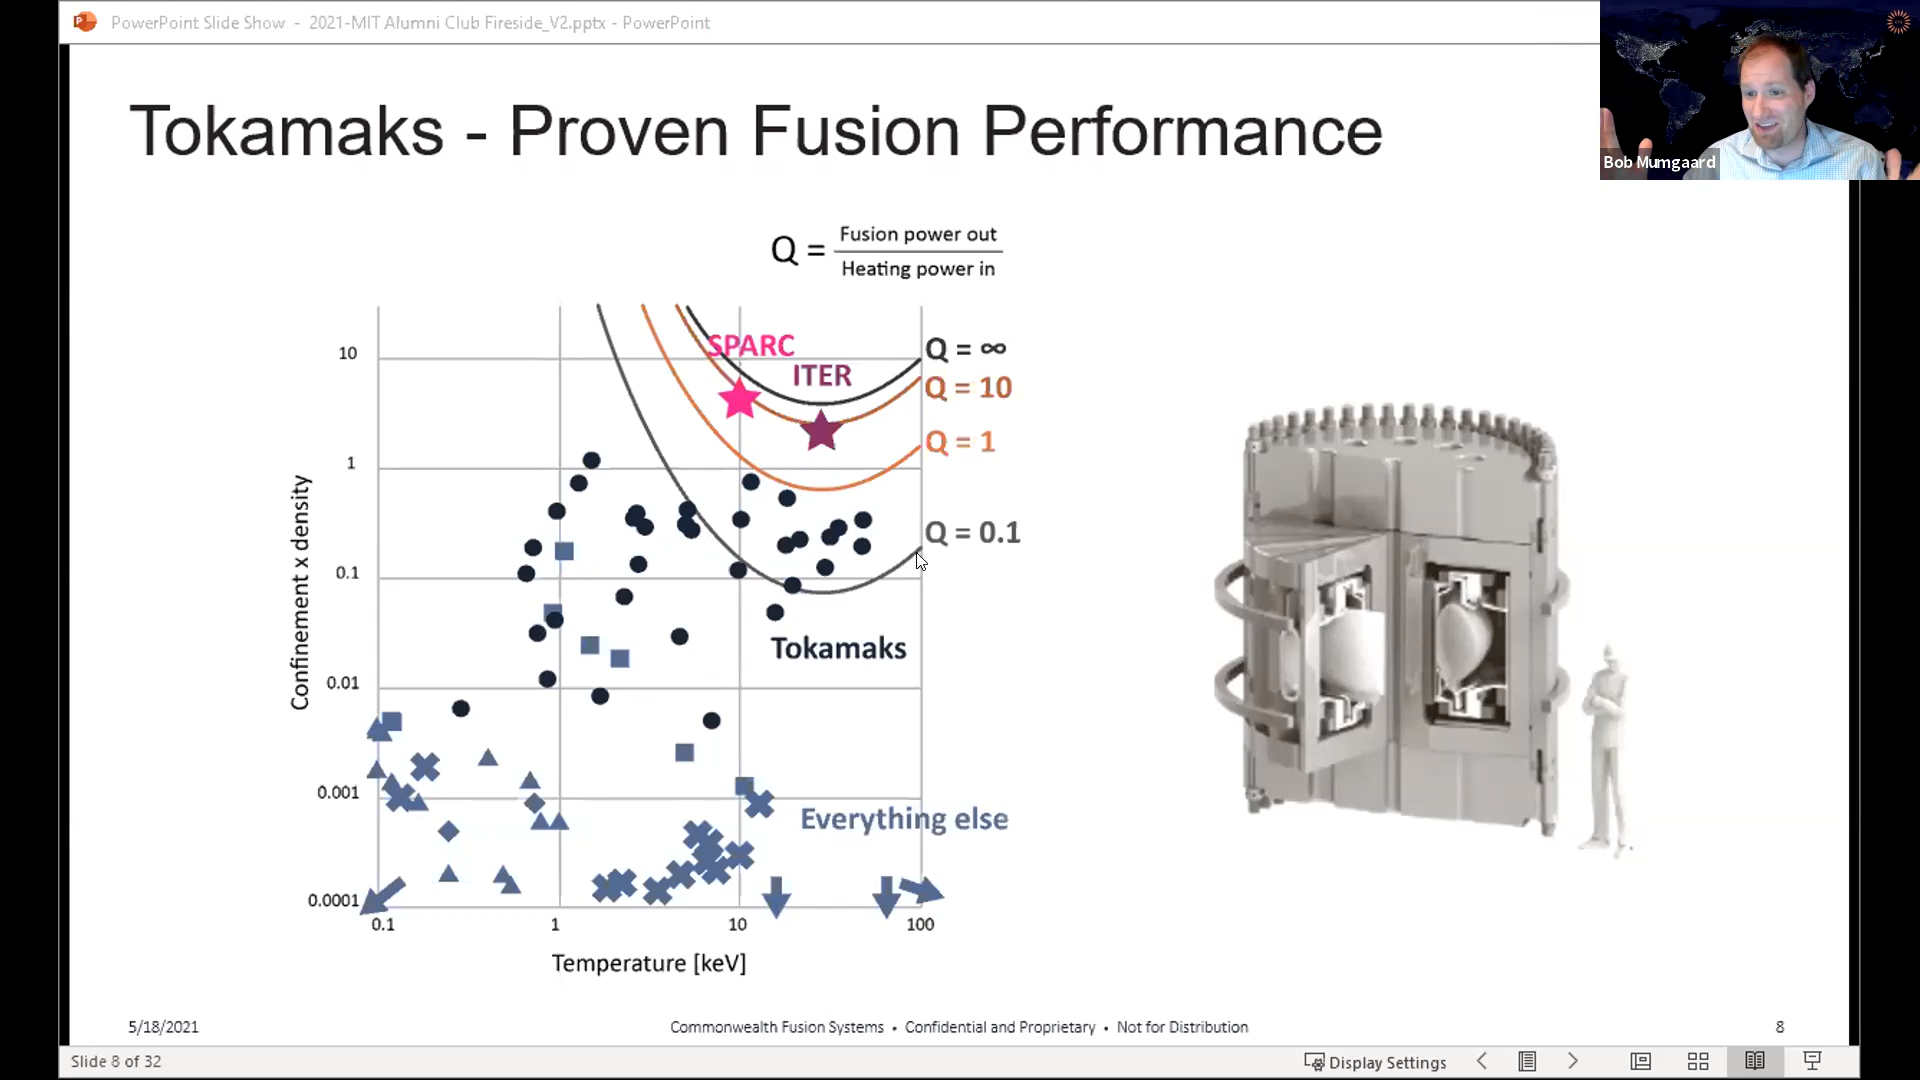 PowerPoint Slide Show - 2021-MIT Alumni Club Fireside_V2.pptx - PowerPoint
Bob Mumgaard
Tokamaks - Proven Fusion Performance
Q = Fusion power out
Heating power in
SPARC
ITER
Q = ∞
Q = 10
Q = 1
Q = 0.1
Tokamaks
Everything else
Confinement x density
10
1
0.1
0.01
0.001
0.0001
0.1 1 10 100
Temperature [keV]
5/18/2021 Commonwealth Fusion Systems • Confidential and Proprietary • Not for Distribution 8
Slide 8 of 32 Display Settings